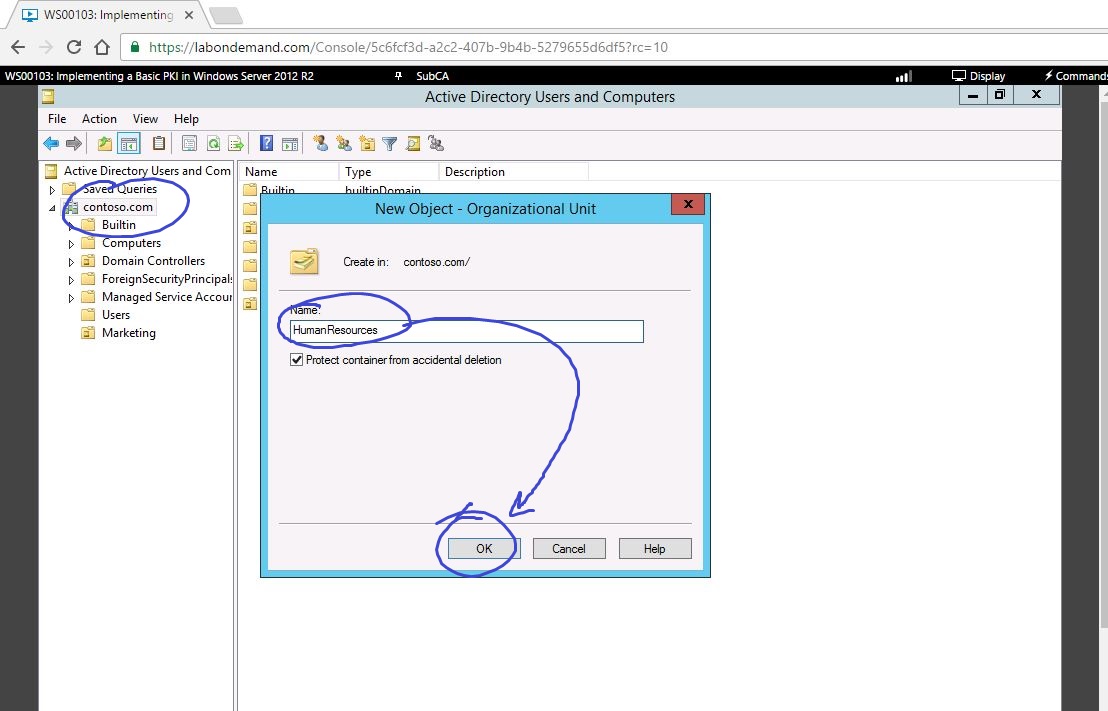 WS00103: Implementing
https://labondemand.com/Console/5c6fcf3d-a2c2-407b-9b4b-5279655d6df5?rc=10
WS00103: Implementing a Basic PKI in Windows Server 2012 R2 SubCA Display Commands
Active Directory Users and Computers
File Action View Help
Active Directory Users and Com
Saved Queries
contoso.com
Builtin
Computers
Domain Controllers
ForeignSecurityPrincipals
Managed Service Accour
Users
Marketing
Name Type Description
Builtin builtinDomain
New Object - Organizational Unit
Create in: contoso.com/
Name:
HumanResources
Protect container from accidental deletion
OK Cancel Help